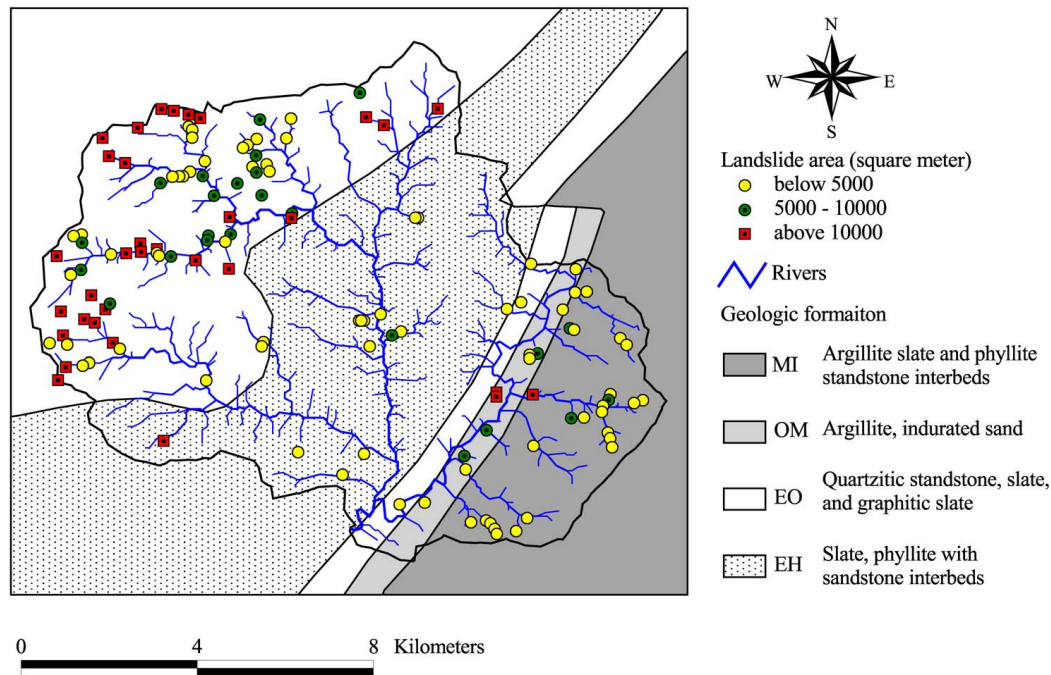 N
W
E
S
Landslide area (square meter)
below 5000
5000 - 10000
above 10000
Rivers
Geologic formaiton
MI
Argillite slate and phyllite
standstone interbeds
OM
Argillite, indurated sand
EO
Quartzitic standstone, slate,
and graphitic slate
EH
Slate, phyllite with
sandstone interbeds
0 4 8 Kilometers